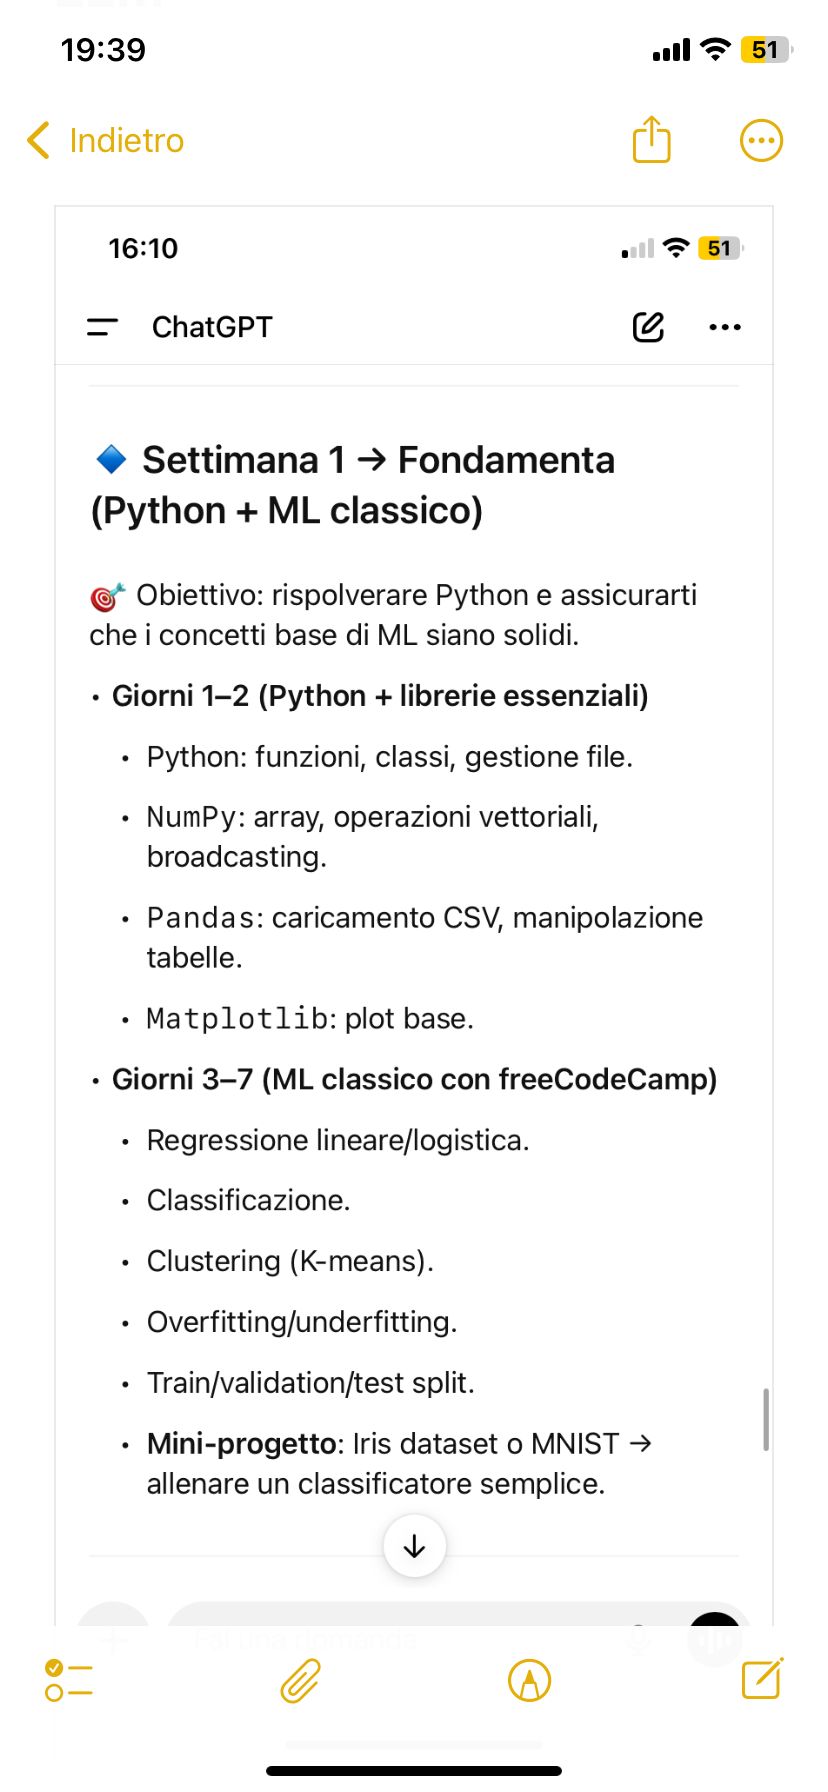 19:39
51
Indietro
16:10
51
ChatGPT
🔷 Settimana 1 → Fondamenta
(Python + ML classico)
🎯 Obiettivo: rispolverare Python e assicurarti
che i concetti base di ML siano solidi.
• Giorni 1–2 (Python + librerie essenziali)
• Python: funzioni, classi, gestione file.
• NumPy: array, operazioni vettoriali,
broadcasting.
• Pandas: caricamento CSV, manipolazione
tabelle.
• Matplotlib: plot base.
• Giorni 3–7 (ML classico con freeCodeCamp)
• Regressione lineare/logistica.
• Classificazione.
• Clustering (K-means).
• Overfitting/underfitting.
• Train/validation/test split.
• Mini-progetto: Iris dataset o MNIST →
allenare un classificatore semplice.
Fai una domanda